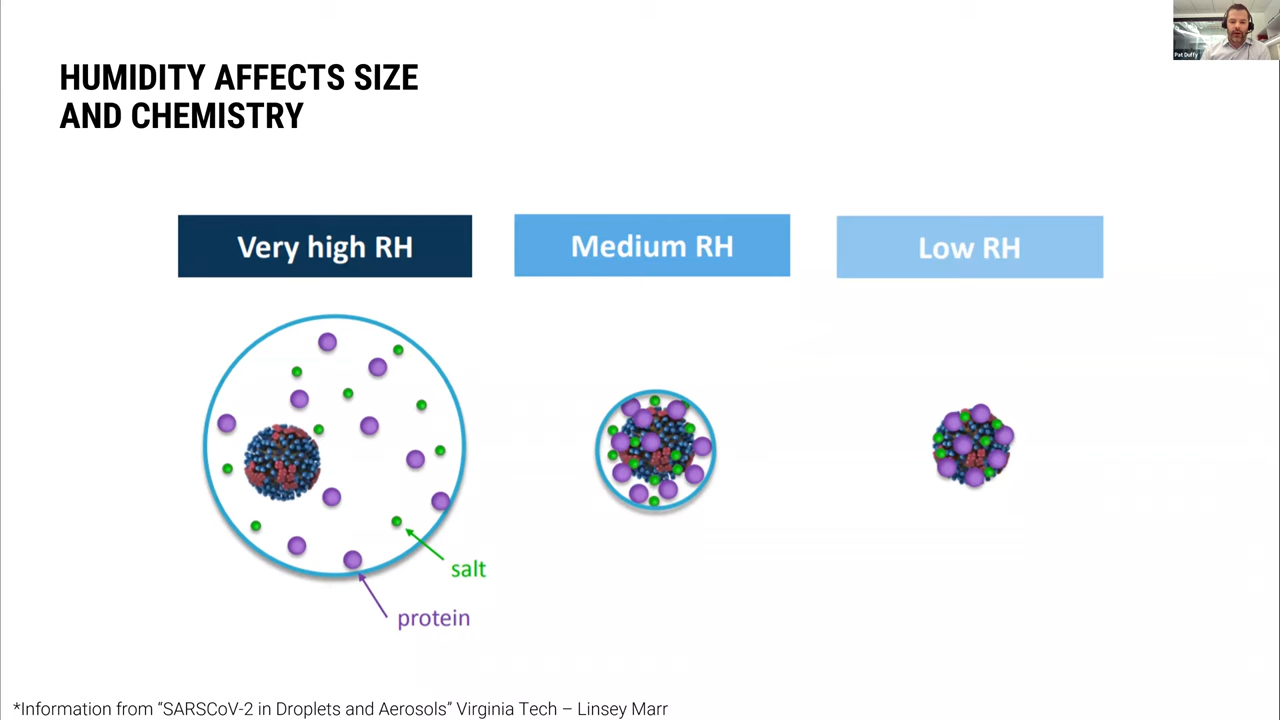 Pat Duffy
HUMIDITY AFFECTS SIZE
AND CHEMISTRY
Very high RH
Medium RH
Low RH
salt
protein
*Information from “SARSCoV-2 in Droplets and Aerosols” Virginia Tech – Linsey Marr